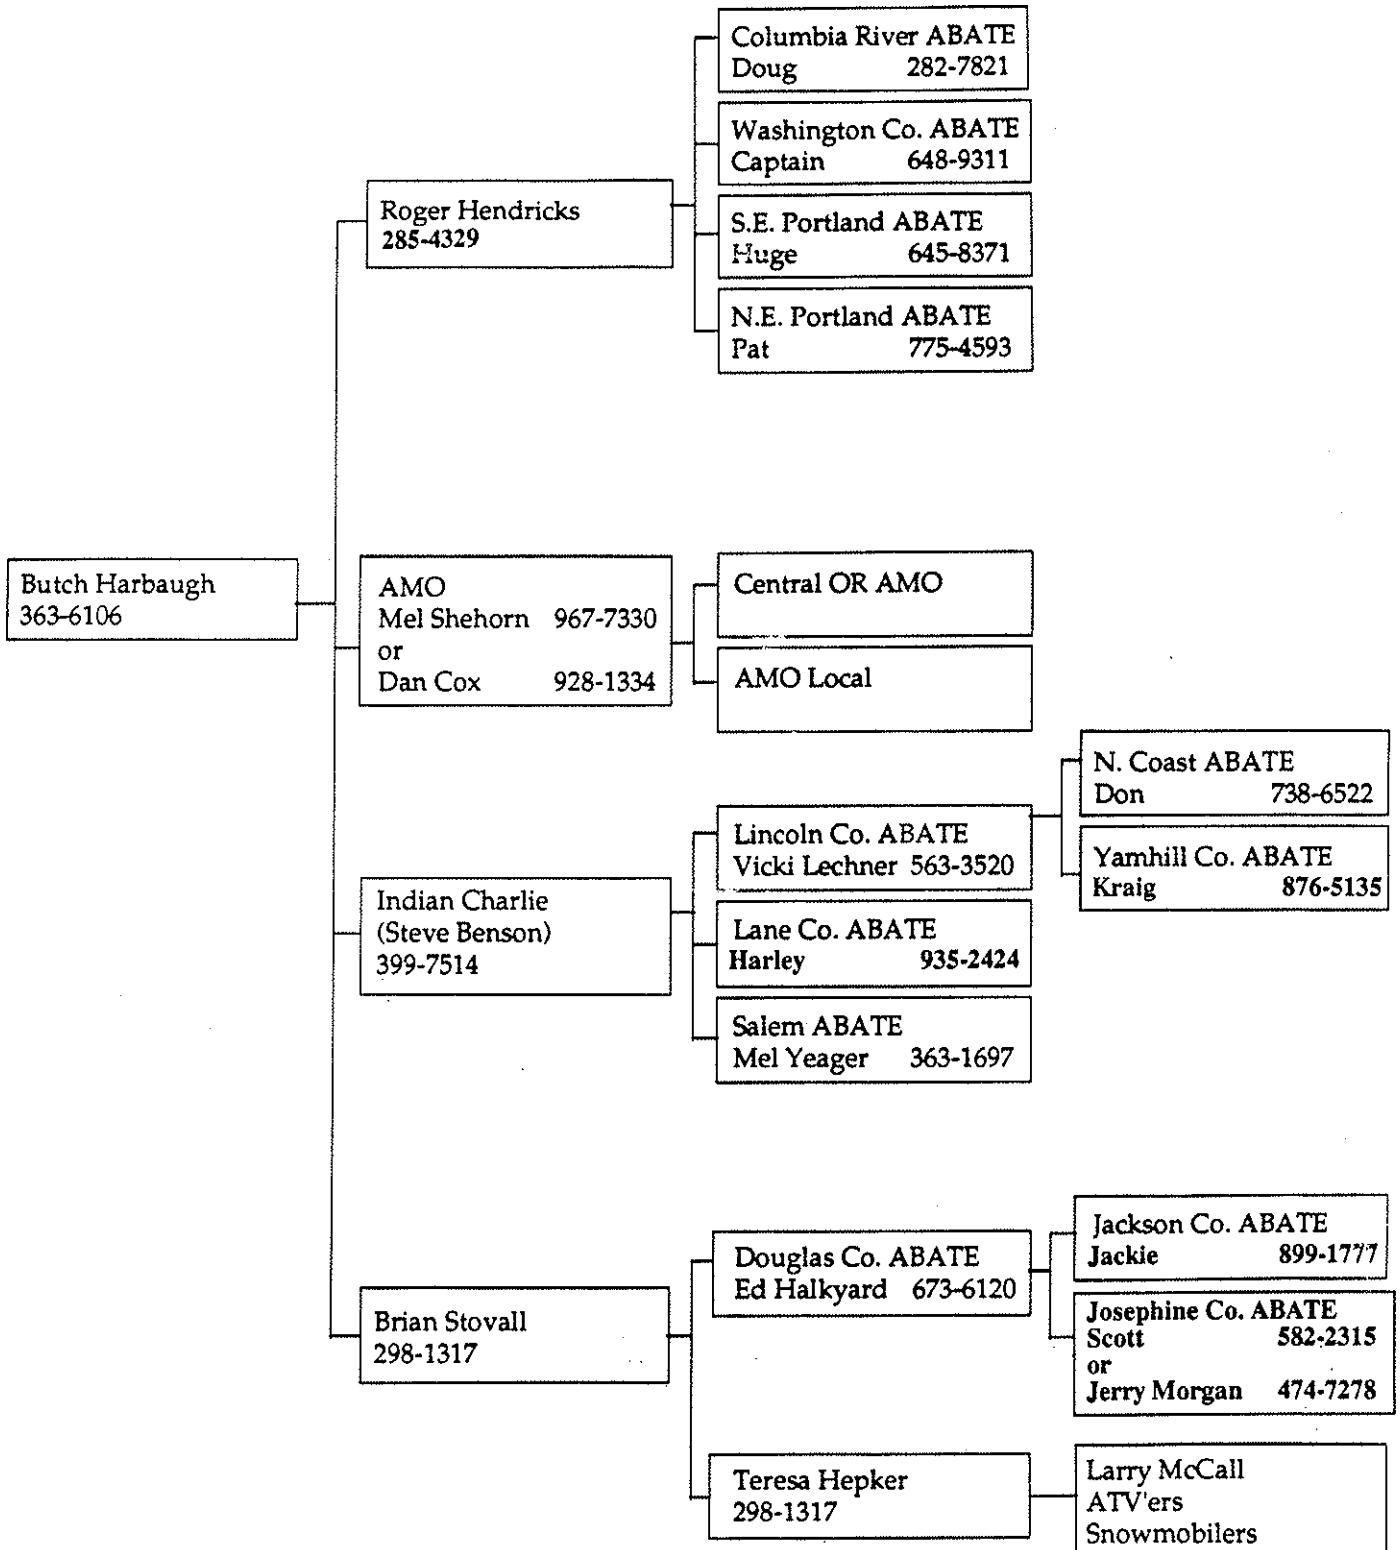 Columbia River ABATE
Doug 282-7821
Washington Co. ABATE
Captain 648-9311
Roger Hendricks
285-4329
S.E. Portland ABATE
Huge 645-8371
N.E. Portland ABATE
Pat 775-4593
Butch Harbaugh
363-6106
AMO
Mel Shehorn 967-7330
or
Dan Cox 928-1334
Central OR AMO
AMO Local
N. Coast ABATE
Don 738-6522
Lincoln Co. ABATE
Vicki Lechner 563-3520
Yamhill Co. ABATE
Kraig 876-5135
Indian Charlie
(Steve Benson)
399-7514
Lane Co. ABATE
Harley 935-2424
Salem ABATE
Mel Yeager 363-1697
Jackson Co. ABATE
Jackie 899-1777
Douglas Co. ABATE
Ed Halkyard 673-6120
Josephine Co. ABATE
Scott 582-2315
or
Jerry Morgan 474-7278
Brian Stovall
298-1317
Teresa Hepker
298-1317
Larry McCall
ATV'ers
Snowmobilers